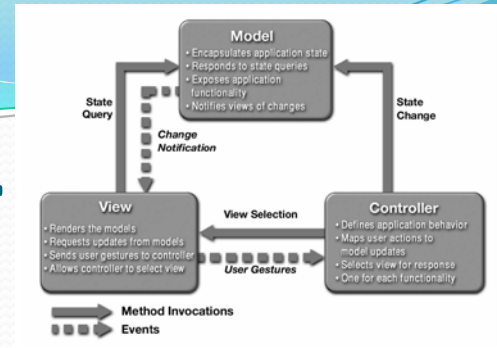 Model
• Encapsulates application state
• Responds to state queries
• Exposes application
functionality
• Notifies views of changes
State
Query
Change
Notification
State
Change
View
• Renders the models
• Requests updates from models
• Sends user gestures to controller
• Allows controller to select view
View Selection
User Gestures
Controller
• Defines application behavior
• Maps user actions to
model updates
• Selects view for response
• One for each functionality
Method Invocations
Events